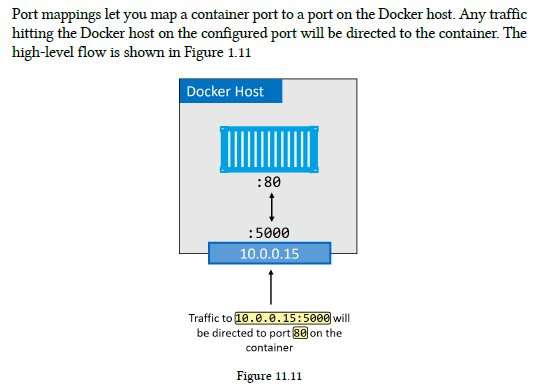 Port mappings let you map a container port to a port on the Docker host. Any traffic
hitting the Docker host on the configured port will be directed to the container. The
high-level flow is shown in Figure 1.11
Docker Host
:80
:5000
10.0.0.15
Traffic to 10.0.0.15:5000 will
be directed to port 80 on the
container
Figure 11.11